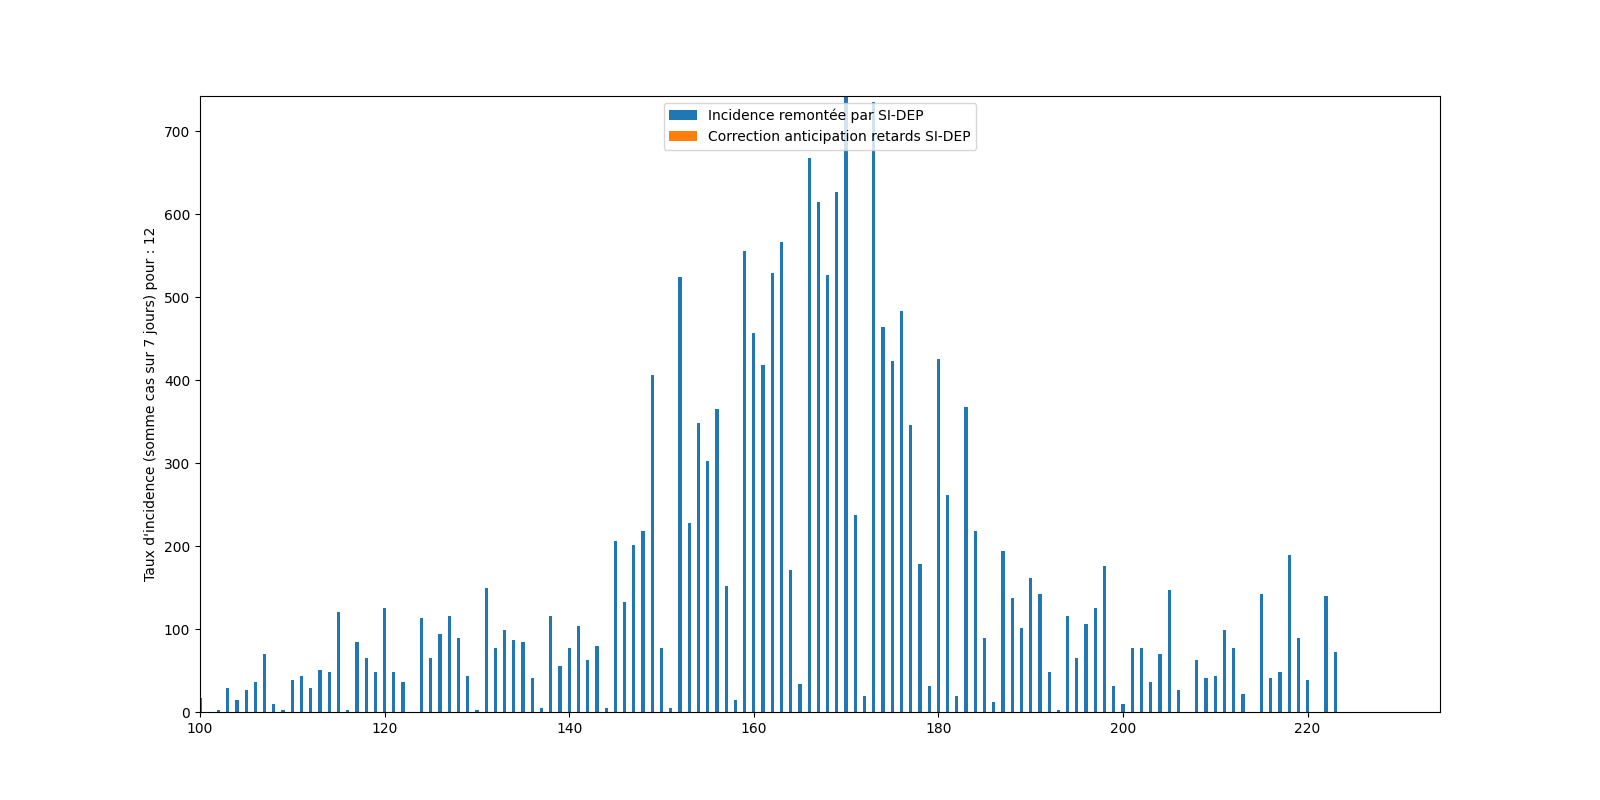 Incidence remontée par SI-DEP
Correction anticipation retards SI-DEP
Taux d'incidence (somme cas sur 7 jours) pour : 12
700
600
500
400
300
200
100
0
100 120 140 160 180 200 220